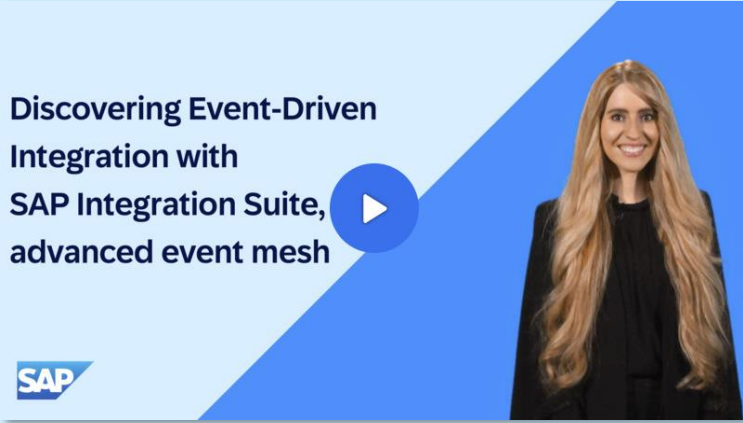 Discovering Event-Driven
Integration with
SAP Integration Suite,
advanced event mesh
SAP